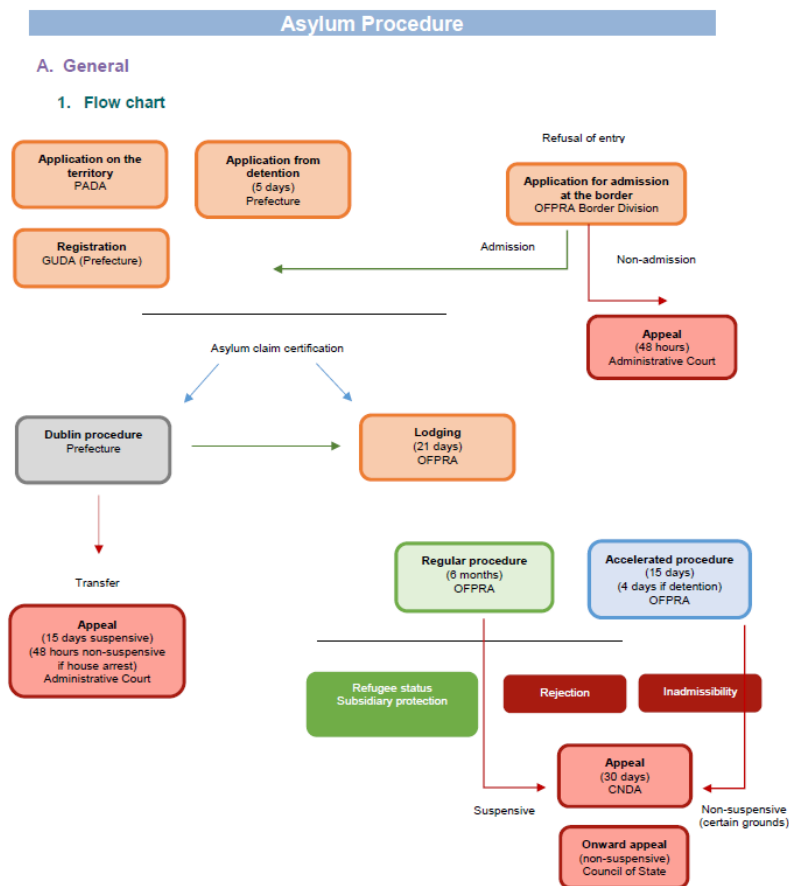 Asylum Procedure
A. General
1. Flow chart
Refusal of entry
Application on the
territory
PADA
Application from
detention
(5 days)
Prefecture
Application for admission
at the border
OFPRA Border Division
Registration
GUDA (Prefecture)
Admission
Non-admission
Appeal
(48 hours)
Administrative Court
Asylum claim certification
Dublin procedure
Prefecture
Lodging
(21 days)
OFPRA
Regular procedure
(6 months)
OFPRA
Accelerated procedure
(15 days)
(4 days if detention)
OFPRA
Transfer
Appeal
(15 days suspensive)
(48 hours non-suspensive
if house arrest)
Administrative Court
Refugee status
Subsidiary protection
Rejection
Inadmissibility
Appeal
(30 days)
CNDA
Suspensive
Non-suspensive
(certain grounds)
Onward appeal
(non-suspensive)
Council of State